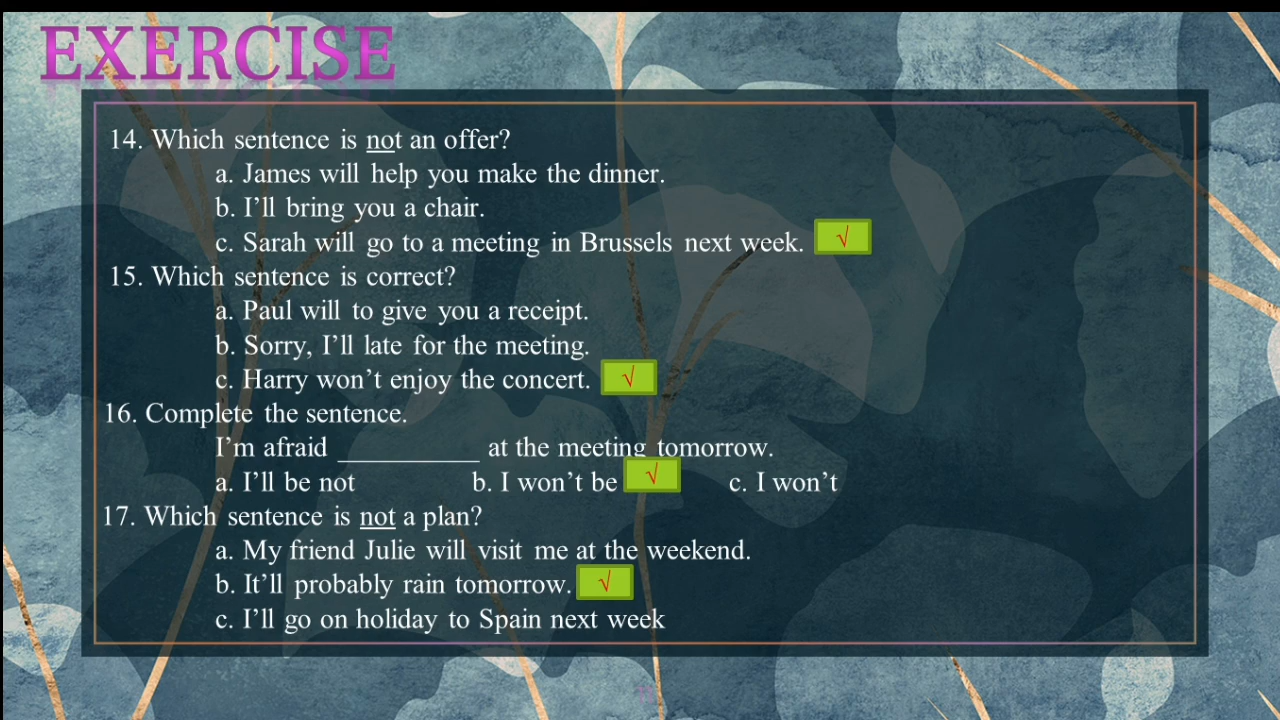 EXERCISE
14. Which sentence is not an offer?
a. James will help you make the dinner.
b. I’ll bring you a chair.
c. Sarah will go to a meeting in Brussels next week. √
15. Which sentence is correct?
a. Paul will to give you a receipt.
b. Sorry, I’ll late for the meeting.
c. Harry won’t enjoy the concert. √
16. Complete the sentence.
I’m afraid __________ at the meeting tomorrow.
a. I’ll be not b. I won’t be √ c. I won’t
17. Which sentence is not a plan?
a. My friend Julie will visit me at the weekend.
b. It’ll probably rain tomorrow. √
c. I’ll go on holiday to Spain next week